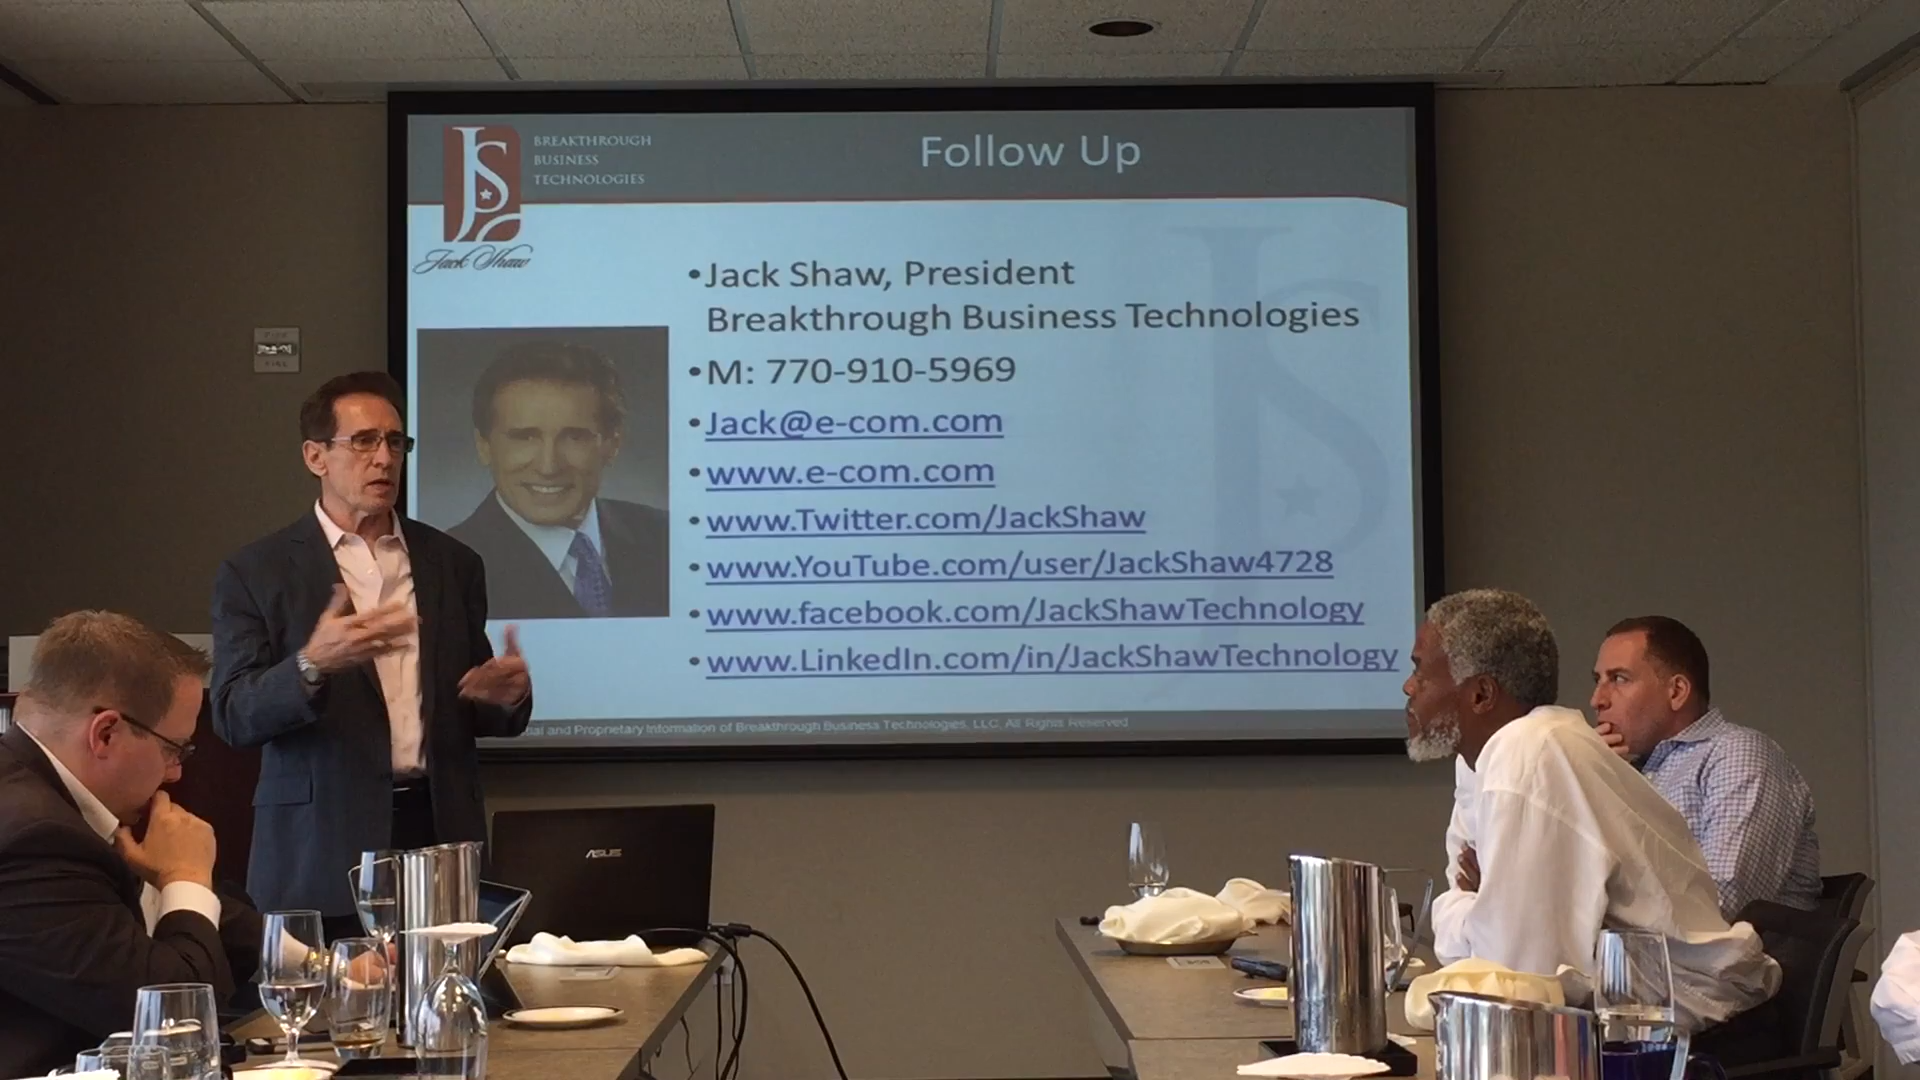 BREAKTHROUGH
BUSINESS
TECHNOLOGIES
Jack Shaw
Follow Up
•Jack Shaw, President
Breakthrough Business Technologies
•M: 770-910-5969
•Jack@e-com.com
•www.e-com.com
•www.Twitter.com/JackShaw
•www.YouTube.com/user/JackShaw4728
•www.facebook.com/JackShawTechnology
•www.LinkedIn.com/in/JackShawTechnology
and Proprietary Information of Breakthrough Business Technologies, LLC. All Rights Reserved
FIRE
ASUS